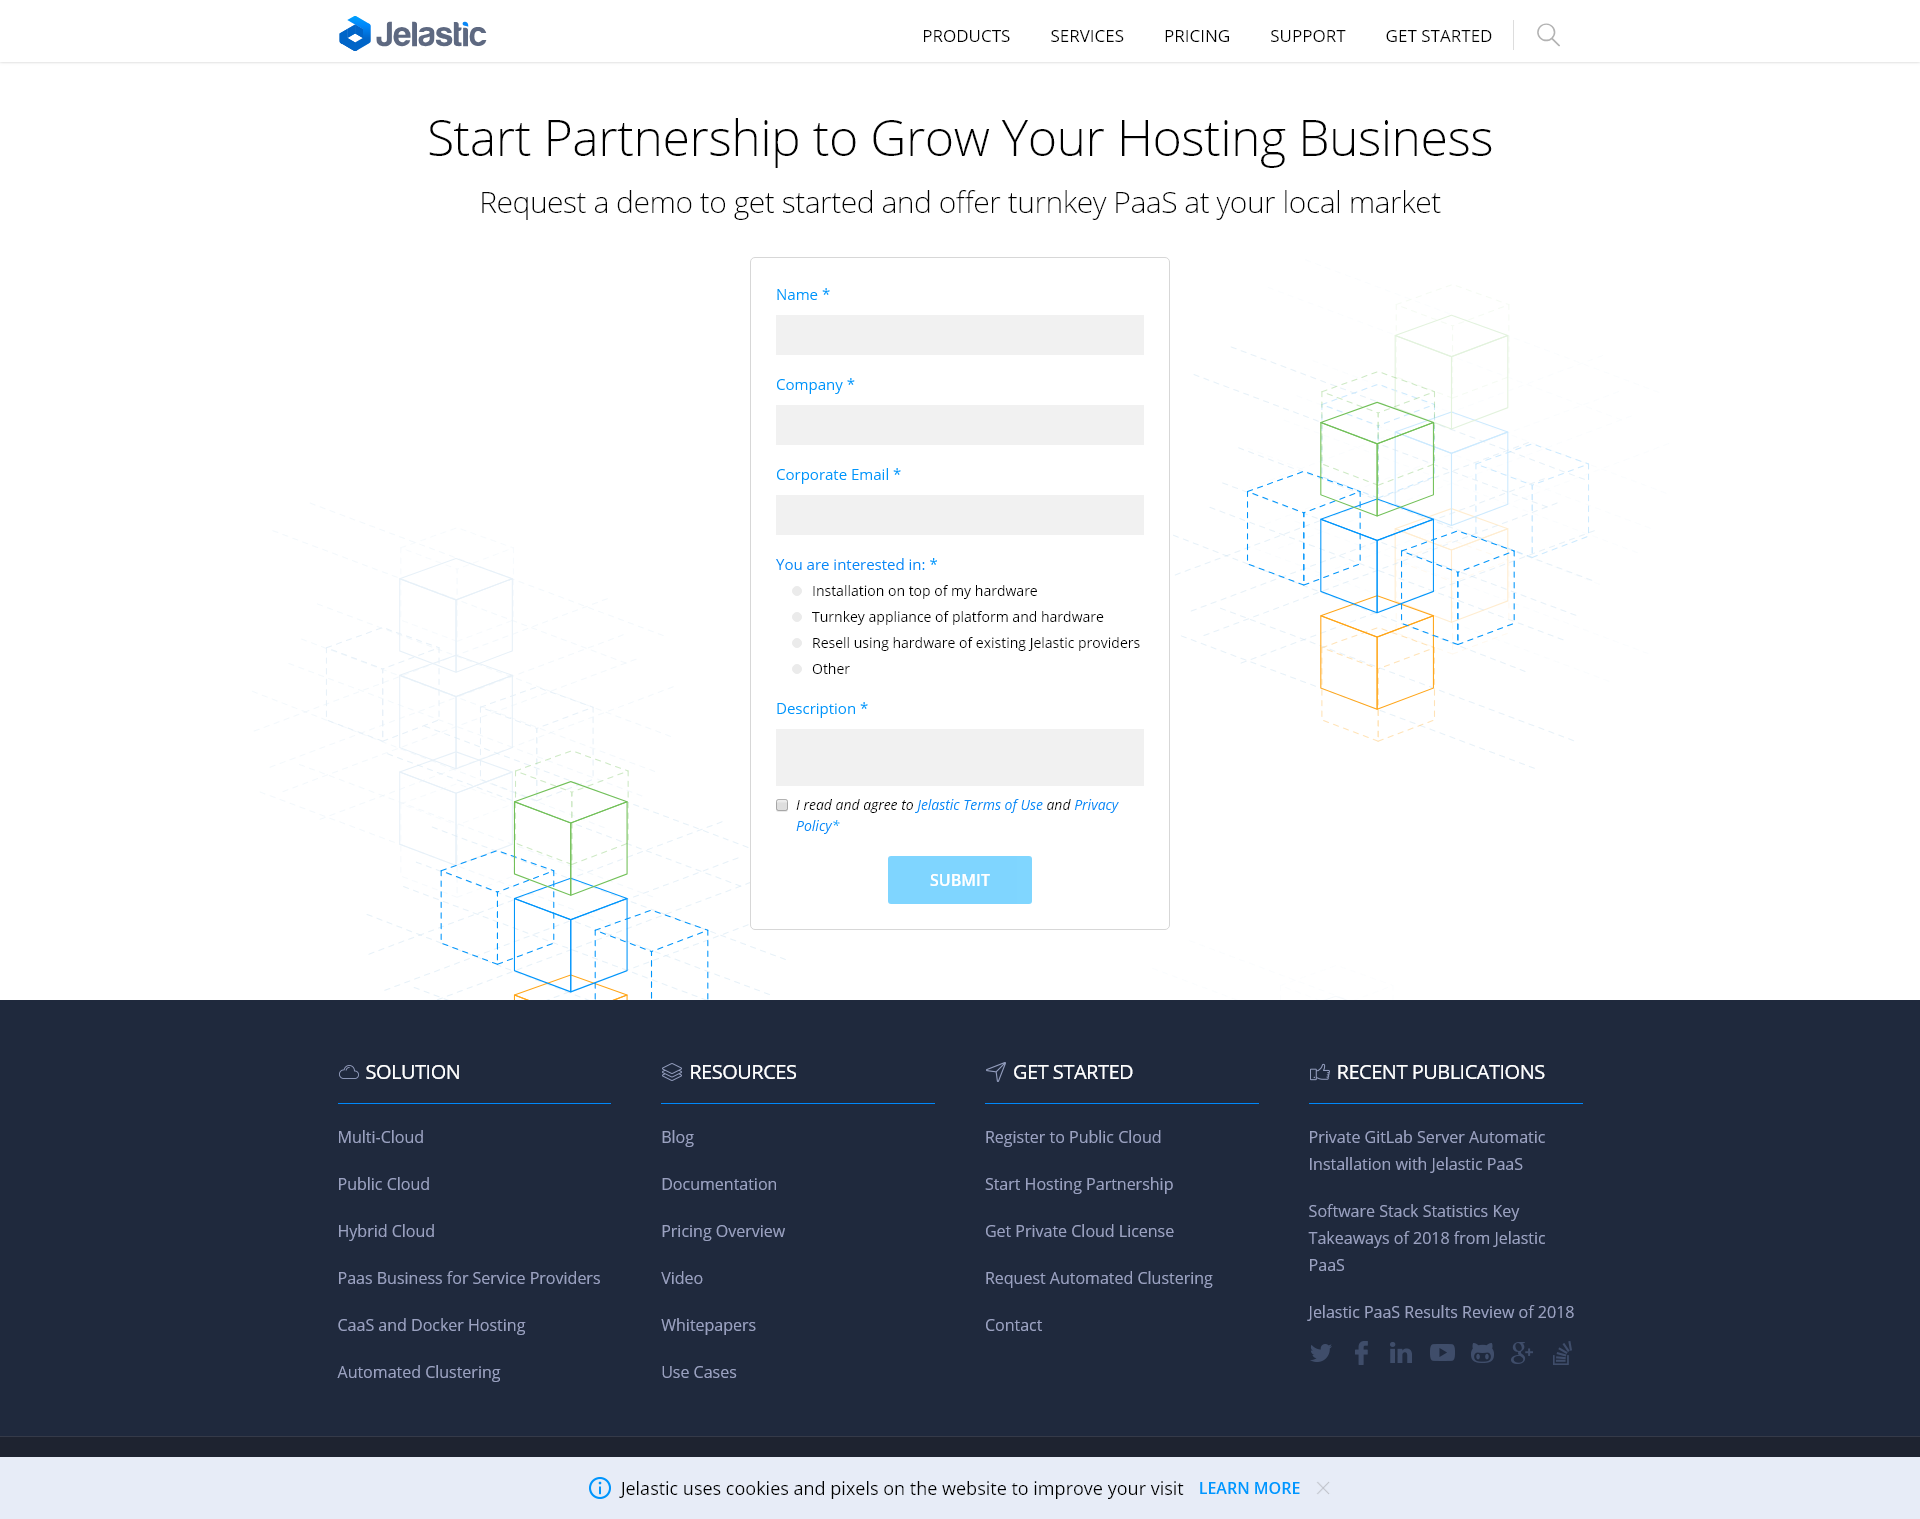 Jelastic
PRODUCTS
SERVICES
PRICING
SUPPORT
GET STARTED
Start Partnership to Grow Your Hosting Business
Request a demo to get started and offer turnkey PaaS at your local market
Name *
Company *
Corporate Email *
You are interested in: *
Installation on top of my hardware
Turnkey appliance of platform and hardware
Resell using hardware of existing Jelastic providers
Other
Description *
I read and agree to Jelastic Terms of Use and Privacy
Policy*
SUBMIT
SOLUTION
Multi-Cloud
Public Cloud
Hybrid Cloud
Paas Business for Service Providers
CaaS and Docker Hosting
Automated Clustering
RESOURCES
Blog
Documentation
Pricing Overview
Video
Whitepapers
Use Cases
GET STARTED
Register to Public Cloud
Start Hosting Partnership
Get Private Cloud License
Request Automated Clustering
Contact
RECENT PUBLICATIONS
Private GitLab Server Automatic
Installation with Jelastic PaaS
Software Stack Statistics Key
Takeaways of 2018 from Jelastic
PaaS
Jelastic PaaS Results Review of 2018
Jelastic uses cookies and pixels on the website to improve your visit
LEARN MORE